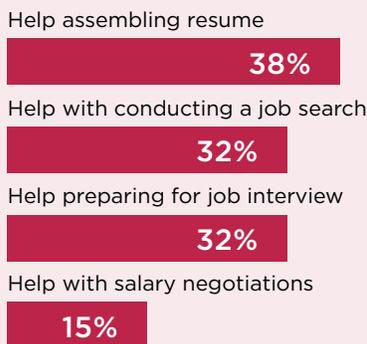 Help assembling resume
38%
Help with conducting a job search
32%
Help preparing for job interview
32%
Help with salary negotiations
15%